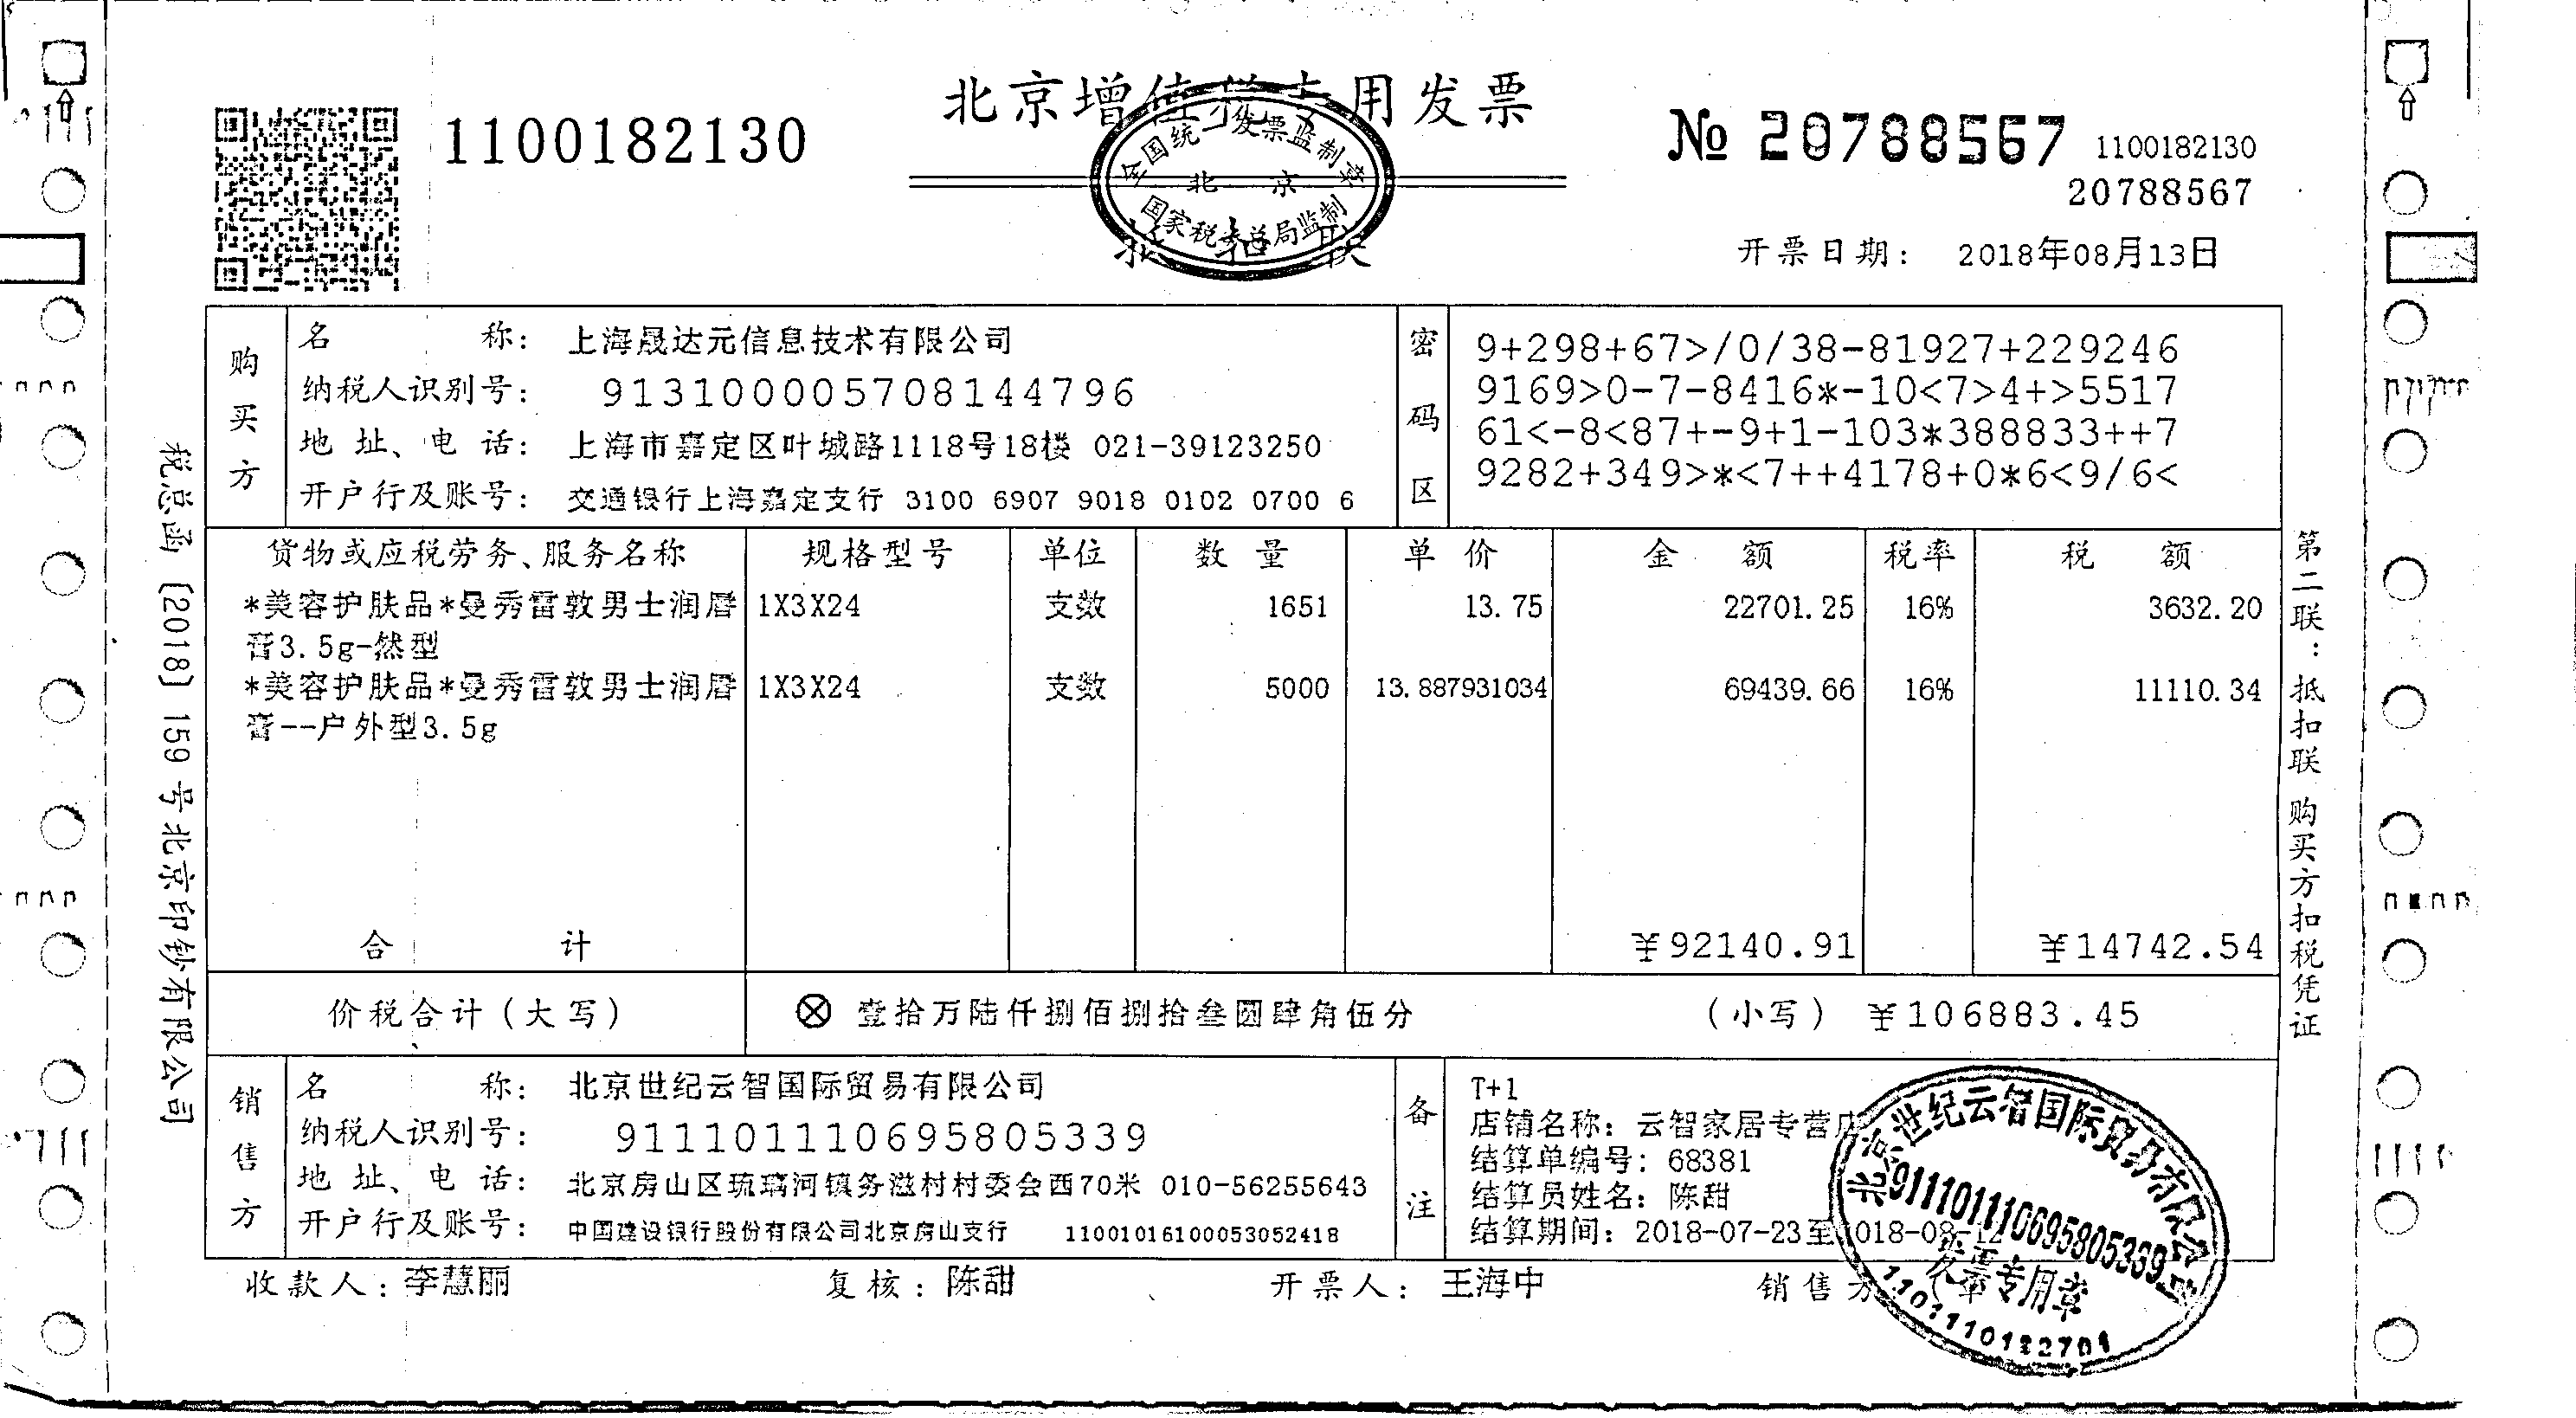 北京增值税专用发票
全国统一发票监制章
北京
国家税务总局监制
抵扣联
1100182130
№ 20788567
1100182130
20788567
开票日期: 2018年08月13日
购买方
名称: 上海晟达元信息技术有限公司
纳税人识别号: 913100005708144796
地址、电话: 上海市嘉定区叶城路1118号18楼 021-39123250
开户行及账号: 交通银行上海嘉定支行 3100 6907 9018 0102 0700 6
密码区
9+298+67>/0/38-81927+229246
9169>0-7-8416*-10<7>4+>5517
61<-8<87+-9+1-103*388833++7
9282+349>*<7++4178+0*6<9/6<
货物或应税劳务、服务名称 规格型号 单位 数量 单价 金额 税率 税额
*美容护肤品*曼秀雷敦男士润唇 1X3X24 支数 1651 13.75 22701.25 16% 3632.20
膏3.5g-然型
*美容护肤品*曼秀雷敦男士润唇 1X3X24 支数 5000 13.887931034 69439.66 16% 11110.34
膏--户外型3.5g
合计 ¥92140.91 ¥14742.54
价税合计(大写) ⊗ 壹拾万陆仟捌佰捌拾叁圆肆角伍分 (小写) ¥106883.45
销售方
名称: 北京世纪云智国际贸易有限公司
纳税人识别号: 911101110695805339
地址、电话: 北京房山区琉璃河镇务滋村村委会西70米 010-56255643
开户行及账号: 中国建设银行股份有限公司北京房山支行 11001016100053052418
备注
T+1
店铺名称: 云智家居专营店
结算单编号: 68381
结算员姓名: 陈甜
结算期间: 2018-07-23至2018-08-12
收款人: 李慧丽 复核: 陈甜 开票人: 王海中 销售方:(章)
北京世纪云智国际贸易有限公司
911101110695805339
发票专用章
1101110122701
税总函〔2018〕159号北京印钞有限公司
第二联:抵扣联 购买方扣税凭证